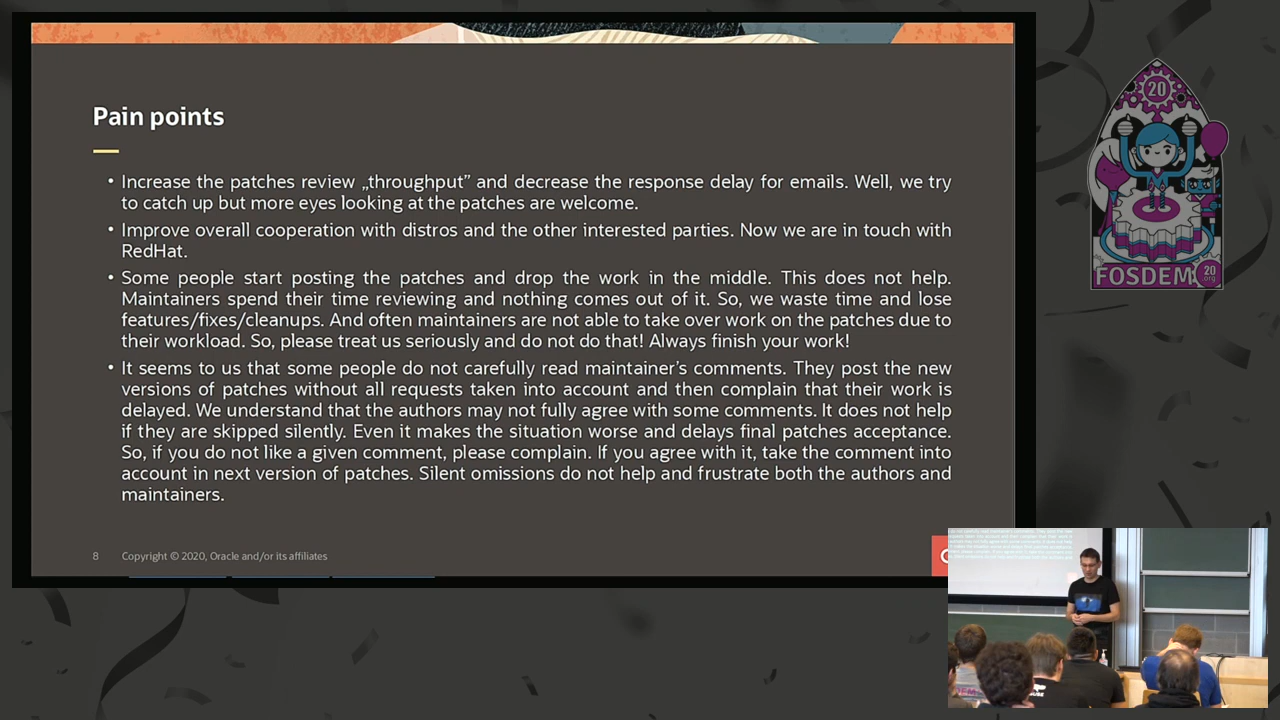 Pain points
• Increase the patches review „throughput” and decrease the response delay for emails. Well, we try
to catch up but more eyes looking at the patches are welcome.
• Improve overall cooperation with distros and the other interested parties. Now we are in touch with
RedHat.
• Some people start posting the patches and drop the work in the middle. This does not help.
Maintainers spend their time reviewing and nothing comes out of it. So, we waste time and lose
features/fixes/cleanups. And often maintainers are not able to take over work on the patches due to
their workload. So, please treat us seriously and do not do that! Always finish your work!
• It seems to us that some people do not carefully read maintainer's comments. They post the new
versions of patches without all requests taken into account and then complain that their work is
delayed. We understand that the authors may not fully agree with some comments. It does not help
if they are skipped silently. Even it makes the situation worse and delays final patches acceptance.
So, if you do not like a given comment, please complain. If you agree with it, take the comment into
account in next version of patches. Silent omissions do not help and frustrate both the authors and
maintainers.
8 Copyright © 2020, Oracle and/or its affiliates
20
FOSDEM
20
.org